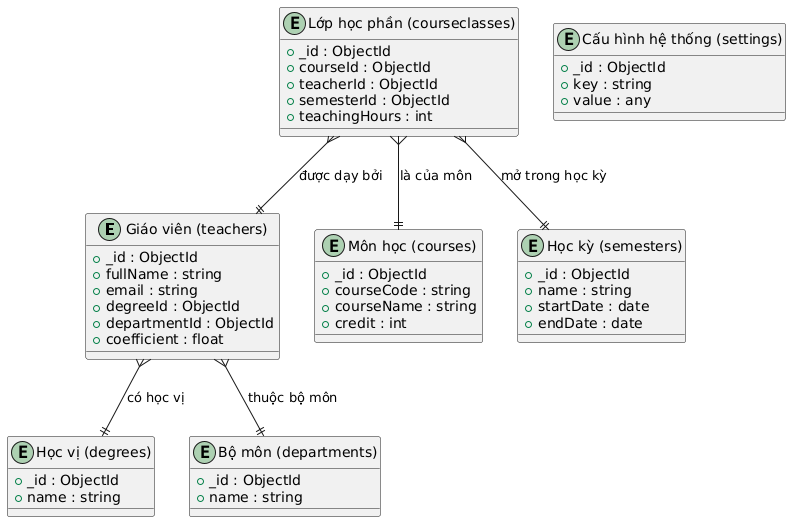 E Lớp học phần (courseclasses)
_id : ObjectId
courseId : ObjectId
teacherId : ObjectId
semesterId : ObjectId
teachingHours : int
E Cấu hình hệ thống (settings)
_id : ObjectId
key : string
value : any
được dạy bởi
là của môn
mở trong học kỳ
E Giáo viên (teachers)
_id : ObjectId
fullName : string
email : string
degreeId : ObjectId
departmentId : ObjectId
coefficient : float
E Môn học (courses)
_id : ObjectId
courseCode : string
courseName : string
credit : int
E Học kỳ (semesters)
_id : ObjectId
name : string
startDate : date
endDate : date
có học vị
thuộc bộ môn
E Học vị (degrees)
_id : ObjectId
name : string
E Bộ môn (departments)
_id : ObjectId
name : string